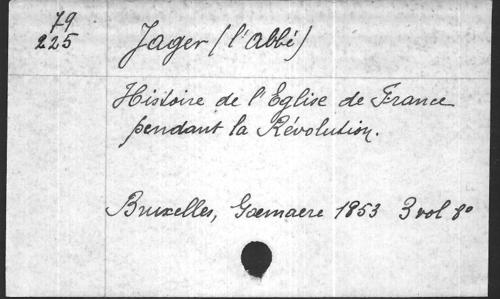 79
225
Jager (l'abbé)
Histoire de l'Eglise de France
pendant la Révolution.
Bruxelles, Goemaere 1853 3 vol 8°